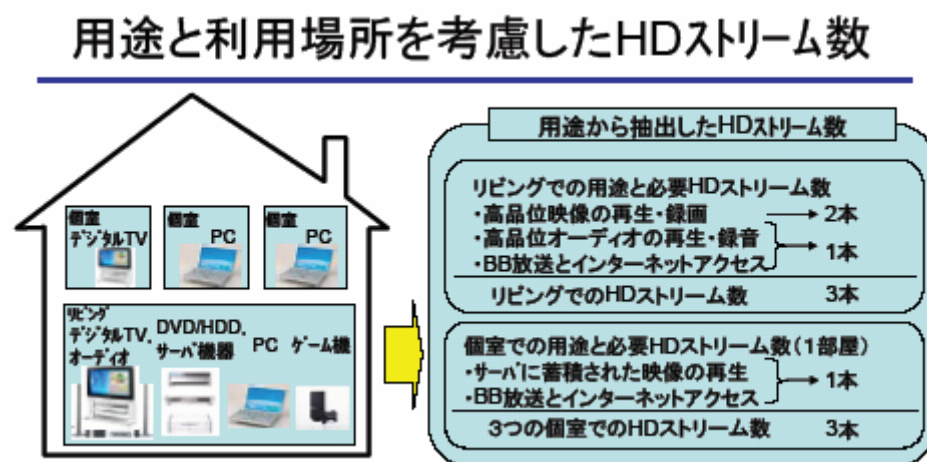 用途と利用場所を考慮したHDストリーム数
個室
デジタルTV
個室
PC
個室
PC
リビング
デジタルTV、
オーディオ
DVD/HDD、
サーバ機器
PC
ゲーム機
用途から抽出したHDストリーム数
リビングでの用途と必要HDストリーム数
・高品位映像の再生・録画 → 2本
・高品位オーディオの再生・録音
・BB放送とインターネットアクセス → 1本
リビングでのHDストリーム数 3本
個室での用途と必要HDストリーム数(1部屋)
・サーバに蓄積された映像の再生
・BB放送とインターネットアクセス → 1本
3つの個室でのHDストリーム数 3本